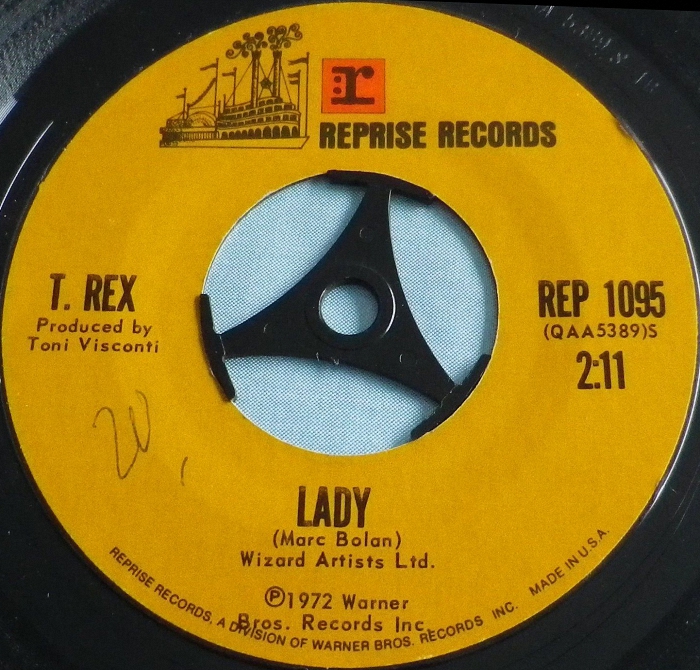 r
REPRISE RECORDS
T. REX
Produced by
Toni Visconti
REP 1095
(QAA5389)S
2:11
20
LADY
(Marc Bolan)
Wizard Artists Ltd.
℗1972 Warner
Bros. Records Inc.
REPRISE RECORDS, A DIVISION OF WARNER BROS. RECORDS INC. MADE IN U.S.A.